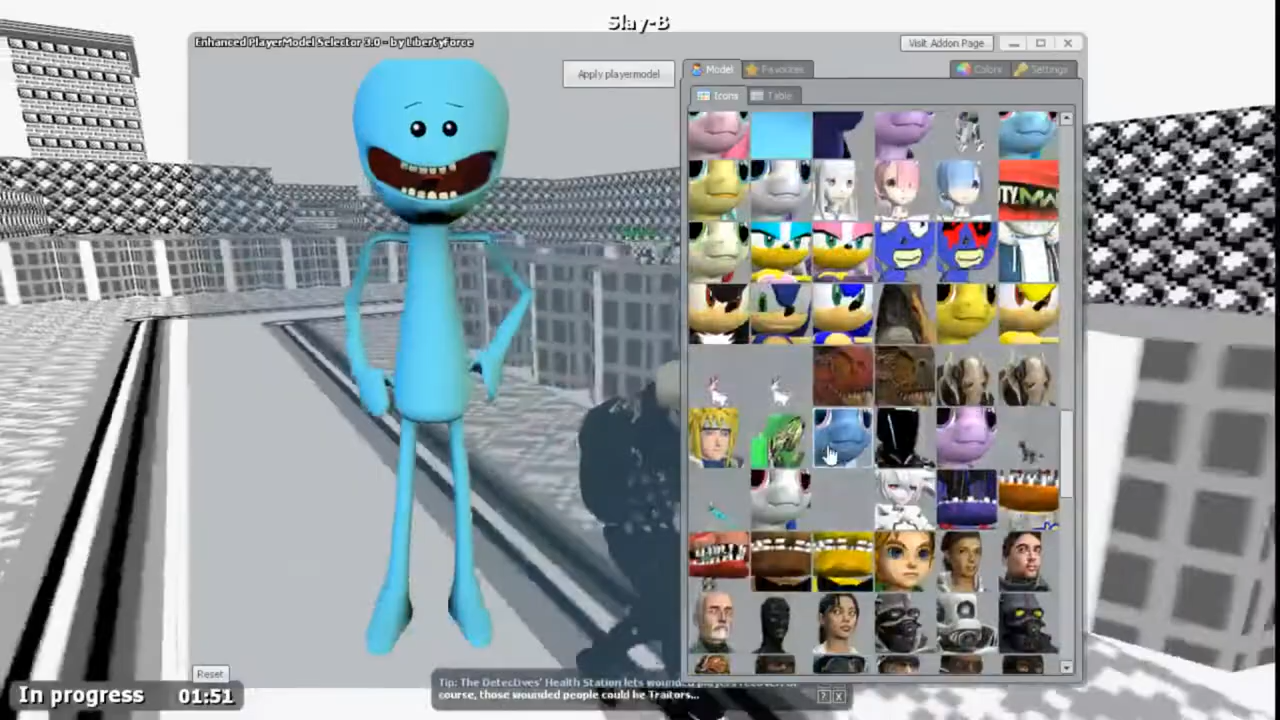 Slay-B
Enhanced PlayerModel Selector 3.0 - by LibertyForce
Visit Addon Page
Apply playermodel
Model
Favorites
Colors
Settings
Icons
Table
Reset
Tip: The Detectives' Health Station lets wounded players
course, those wounded people could be Traitors...
? X
In progress 01:51